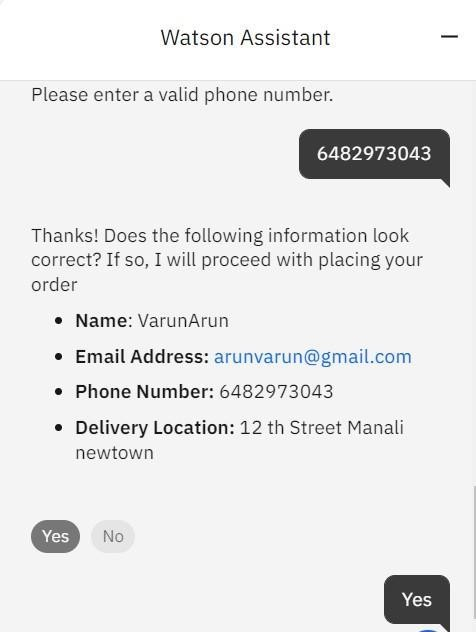 Watson Assistant
Please enter a valid phone number.
6482973043
Thanks! Does the following information look
correct? If so, I will proceed with placing your
order
• Name: VarunArun
• Email Address: arunvarun@gmail.com
• Phone Number: 6482973043
• Delivery Location: 12 th Street Manali
newtown
Yes No
Yes